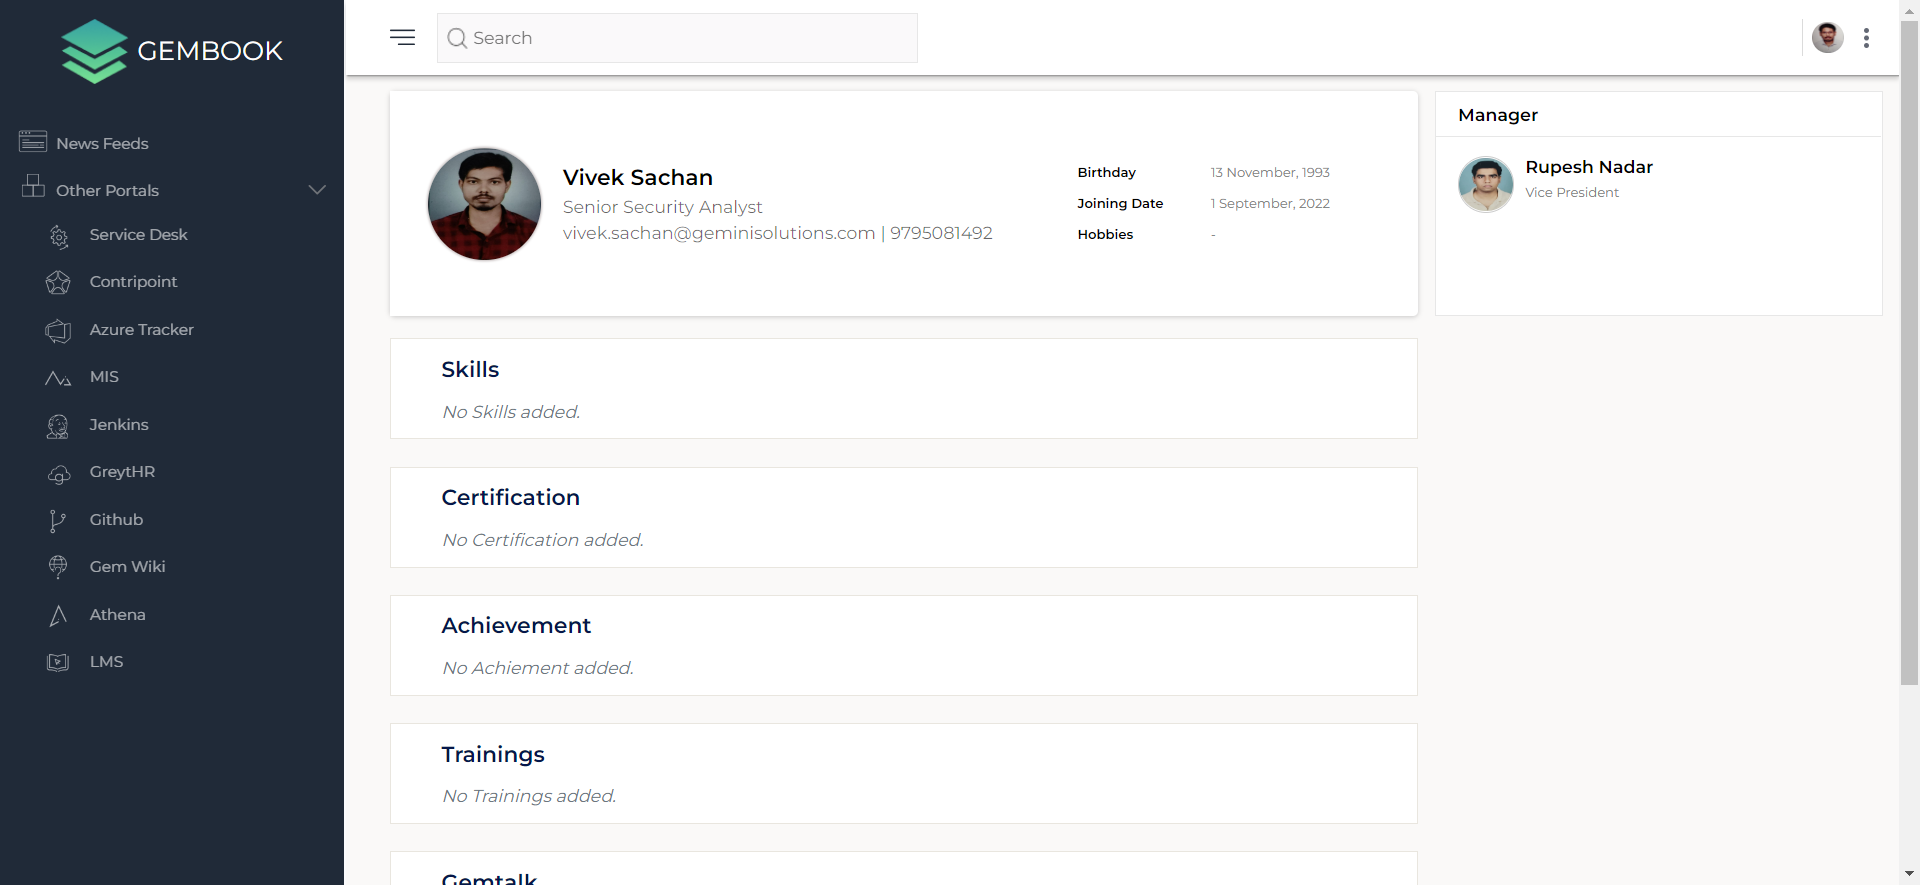 GEMBOOK
News Feeds
Other Portals
Service Desk
Contripoint
Azure Tracker
MIS
Jenkins
GreytHR
Github
Gem Wiki
Athena
LMS
Search
Vivek Sachan
Senior Security Analyst
vivek.sachan@geminisolutions.com | 9795081492
Birthday 13 November, 1993
Joining Date 1 September, 2022
Hobbies -
Manager
Rupesh Nadar
Vice President
Skills
No Skills added.
Certification
No Certification added.
Achievement
No Achiement added.
Trainings
No Trainings added.
Gemtalk